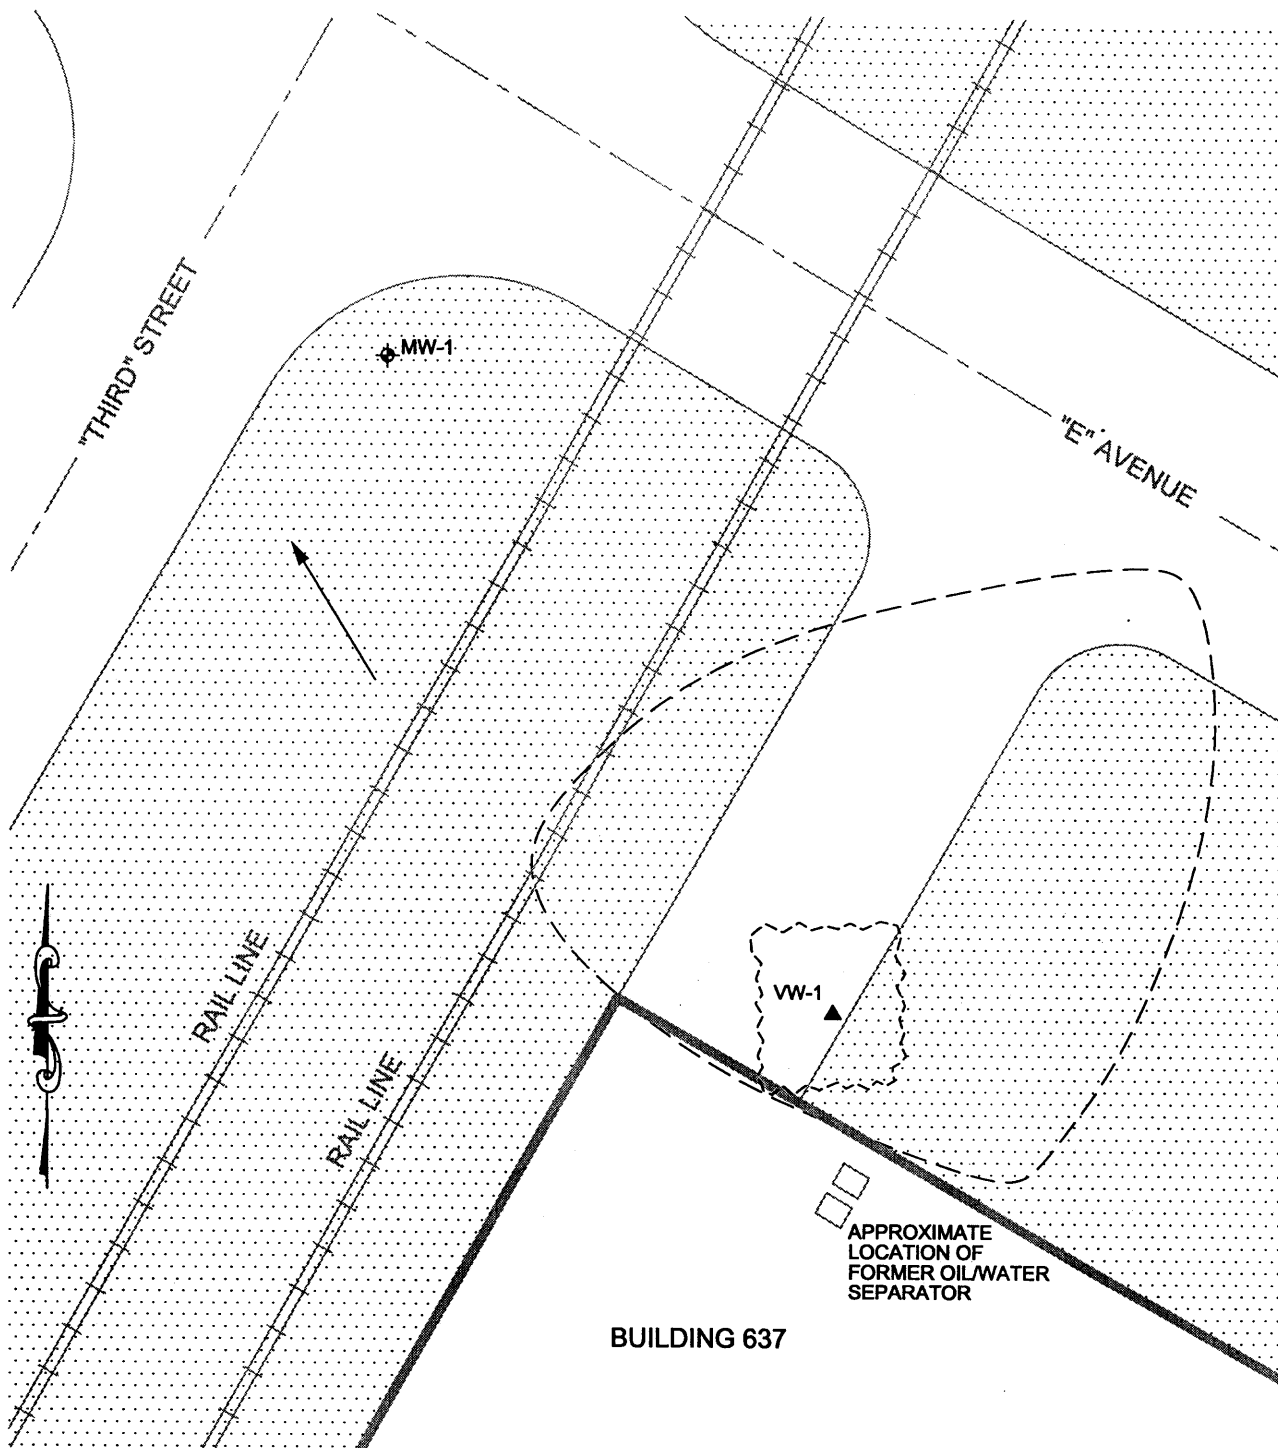 "THIRD" STREET
MW-1
"E" AVENUE
RAIL LINE
RAIL LINE
VW-1
APPROXIMATE
LOCATION OF
FORMER OIL/WATER
SEPARATOR
BUILDING 637